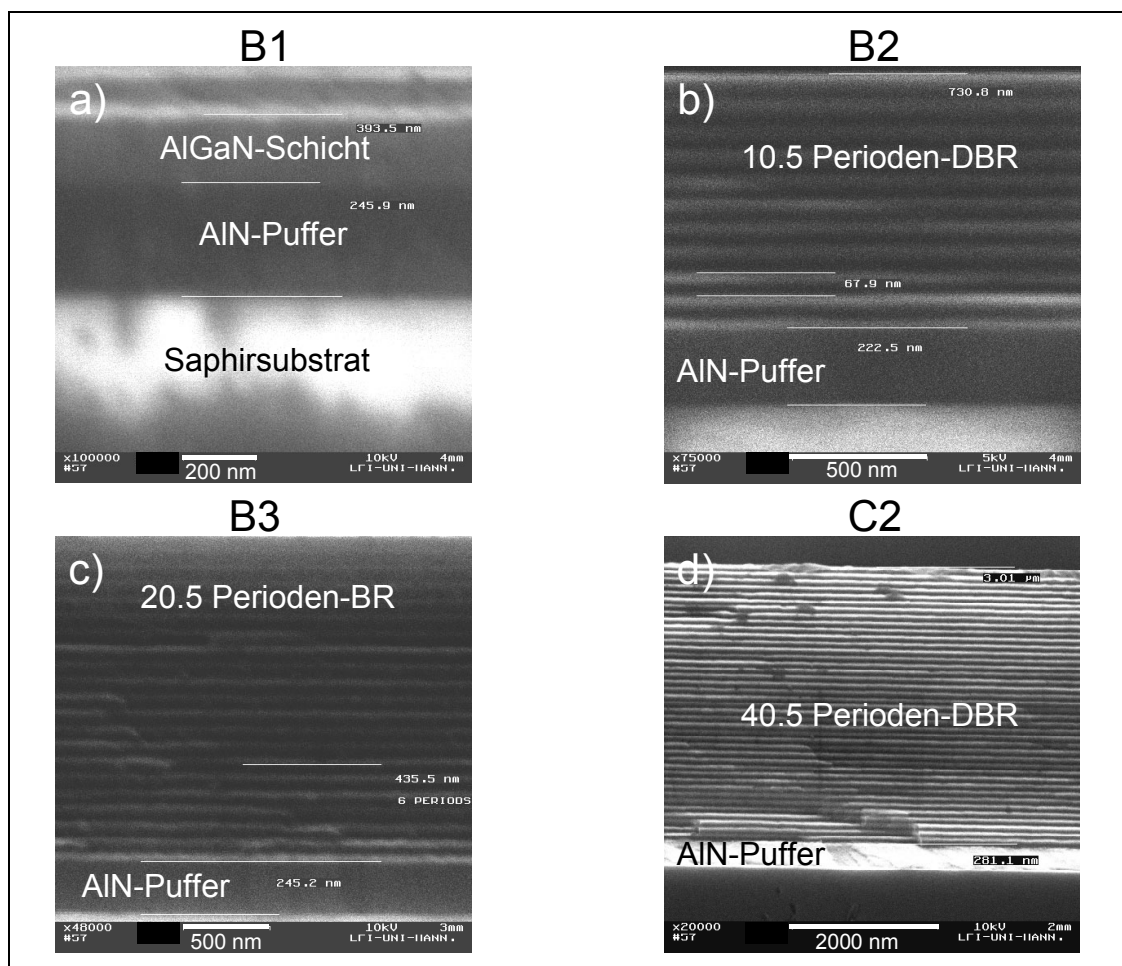 B1
a)
393.5 nm
AlGaN-Schicht
245.9 nm
AlN-Puffer
Saphirsubstrat
x100000 10kV 4mm
#57 200 nm LFI-UNI-HANN.
B2
b)
730.8 nm
10.5 Perioden-DBR
67.9 nm
222.5 nm
AlN-Puffer
x75000 5kV 4mm
#57 500 nm LFI-UNI-HANN.
B3
c)
20.5 Perioden-BR
435.5 nm
6 PERIODS
AlN-Puffer 245.2 nm
x48000 10kV 3mm
#57 500 nm LFI-UNI-HANN.
C2
d)
3.01 µm
40.5 Perioden-DBR
AlN-Puffer
281.1 nm
x20000 10kV 2mm
#57 2000 nm LFI-UNI-HANN.